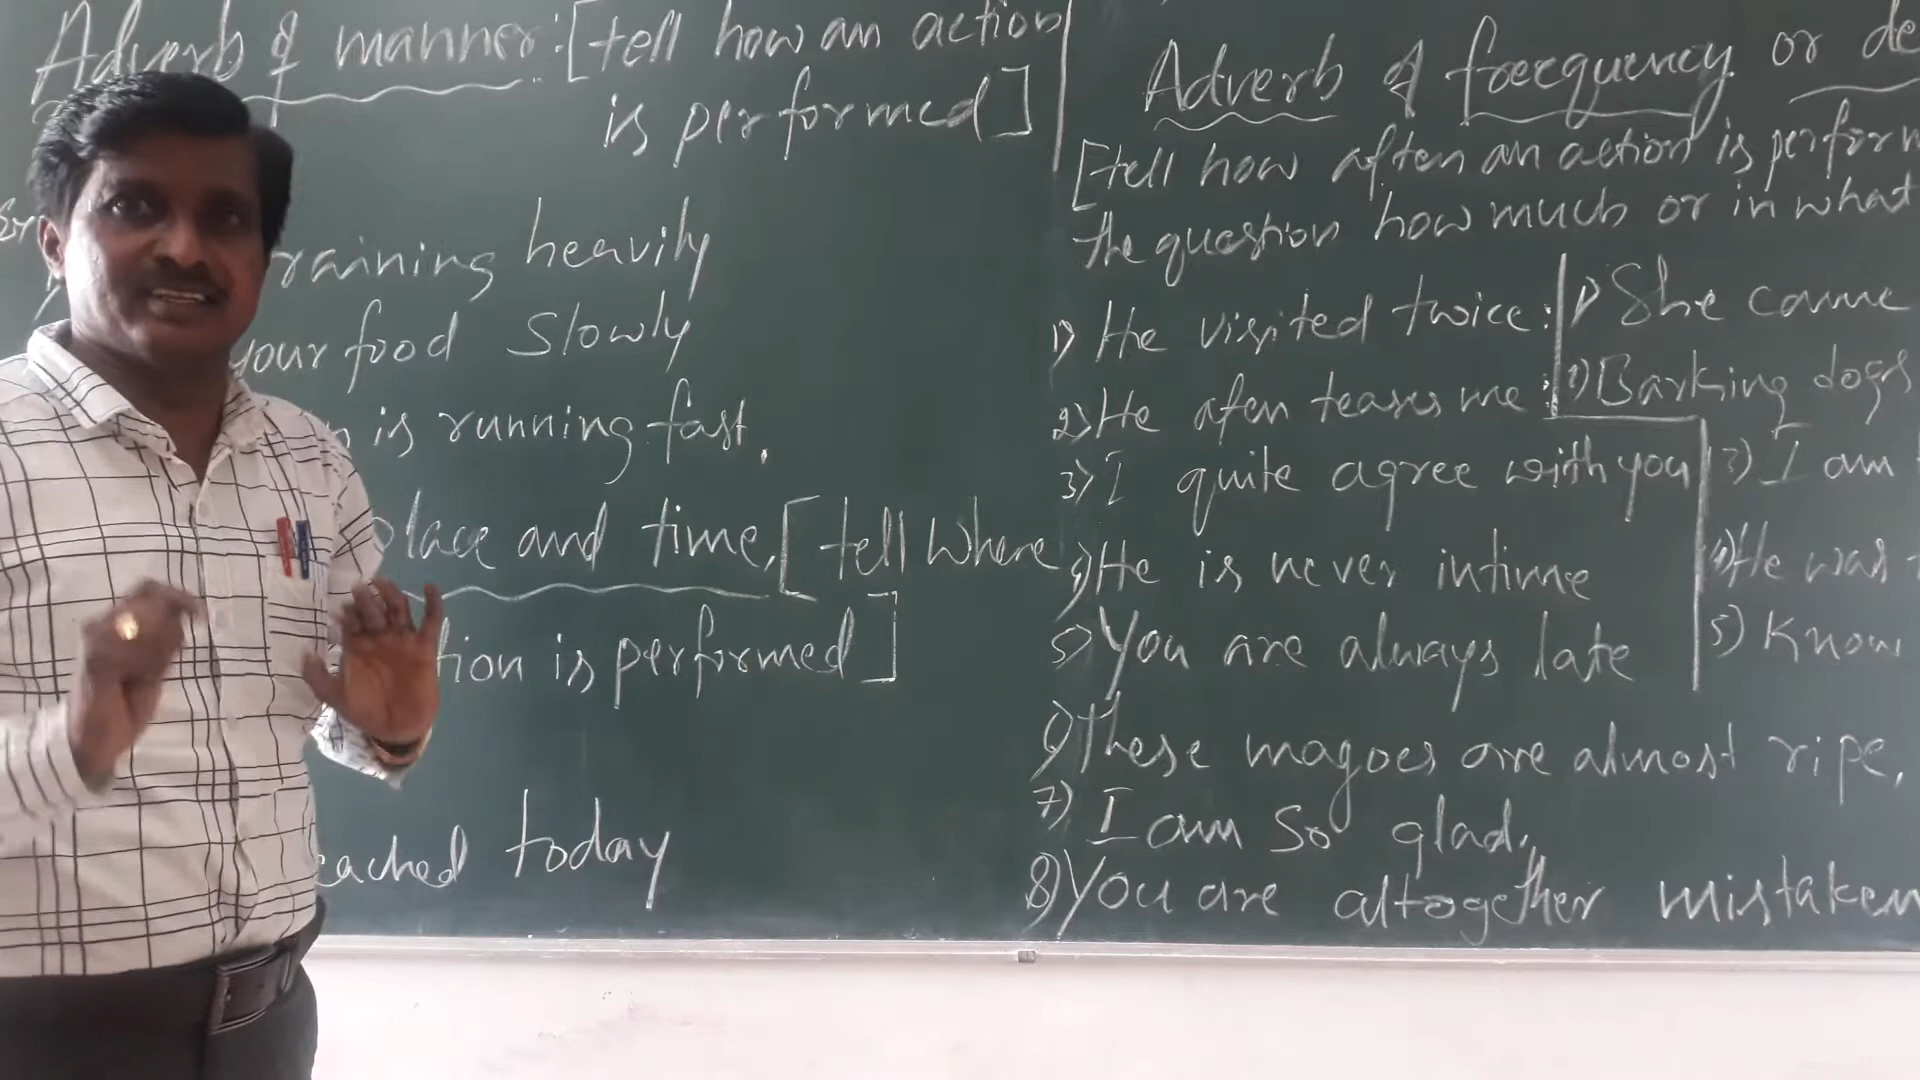 Adverb of manner:[tell how an action
is performed]
raining heavily
your food slowly
is running fast.
place and time,[tell where
tion is performed]
eached today
Adverb of freequency or de
[tell how often an action is perform
the question how much or in what
1) He visited twice:
2) He often teases me:
3) I quite agree with you
4) He is never intime
5) You are always late
6) These magoes are almost ripe,
7) I am so glad,
8) You are altogether mistaken
1) She came
Barking dogs
3) I am
4) He was
5) Know